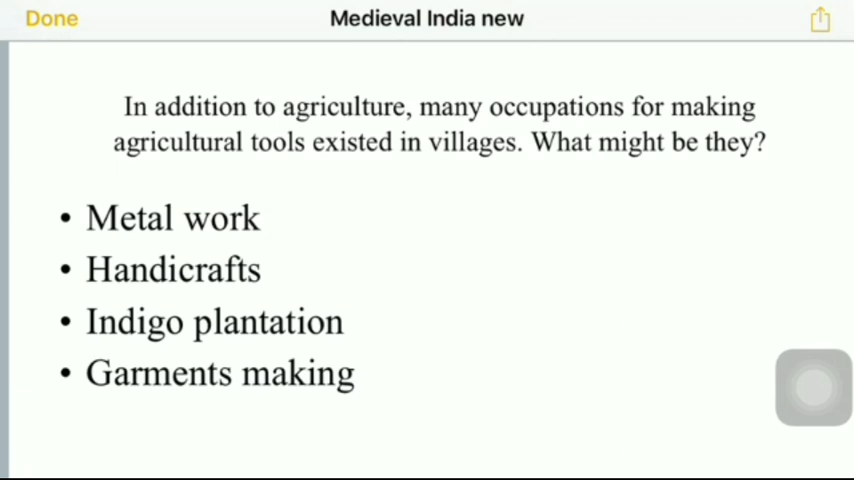 Done
Medieval India new
In addition to agriculture, many occupations for making
agricultural tools existed in villages. What might be they?
• Metal work
• Handicrafts
• Indigo plantation
• Garments making